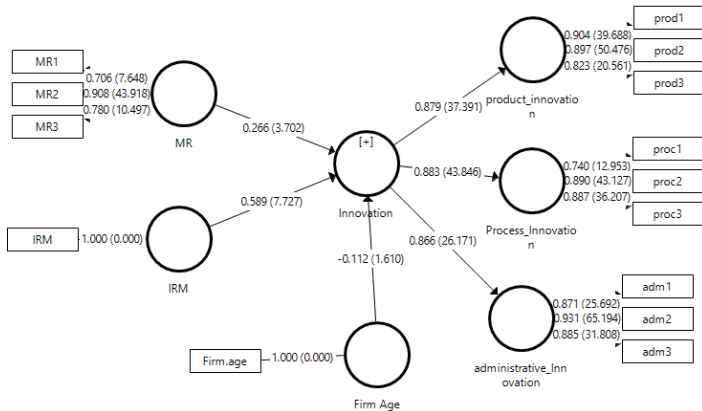 MR1
MR2
MR3
0.706 (7.648)
0.908 (43.918)
0.780 (10.497)
MR
0.266 (3.702)
IRM
1.000 (0.000)
IRM
0.589 (7.727)
Firm.age
1.000 (0.000)
Firm Age
-0.112 (1.610)
[+]
Innovation
0.879 (37.391)
0.883 (43.846)
0.866 (26.171)
product_innovatio
n
0.904 (39.688)
0.897 (50.476)
0.823 (20.561)
prod1
prod2
prod3
Process_Innovatio
n
0.740 (12.953)
0.890 (43.127)
0.887 (36.207)
proc1
proc2
proc3
administrative_Inn
ovation
0.871 (25.692)
0.931 (65.194)
0.885 (31.808)
adm1
adm2
adm3